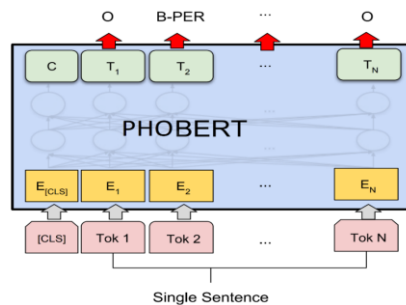 O B-PER ... O
C T1 T2 ... TN
PHOBERT
E[CLS] E1 E2 ... EN
[CLS] Tok 1 Tok 2 ... Tok N
Single Sentence